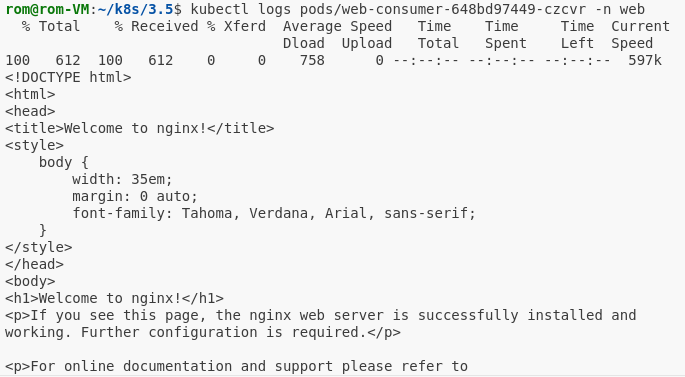 rom@rom-VM:~/k8s/3.5$ kubectl logs pods/web-consumer-648bd97449-czcvr -n web
  % Total    % Received % Xferd  Average Speed   Time    Time     Time  Current
                                 Dload  Upload   Total   Spent    Left  Speed
100   612  100   612    0     0    758      0 --:--:-- --:--:-- --:--:--  597k
<!DOCTYPE html>
<html>
<head>
<title>Welcome to nginx!</title>
<style>
    body {
        width: 35em;
        margin: 0 auto;
        font-family: Tahoma, Verdana, Arial, sans-serif;
    }
</style>
</head>
<body>
<h1>Welcome to nginx!</h1>
<p>If you see this page, the nginx web server is successfully installed and
working. Further configuration is required.</p>

<p>For online documentation and support please refer to